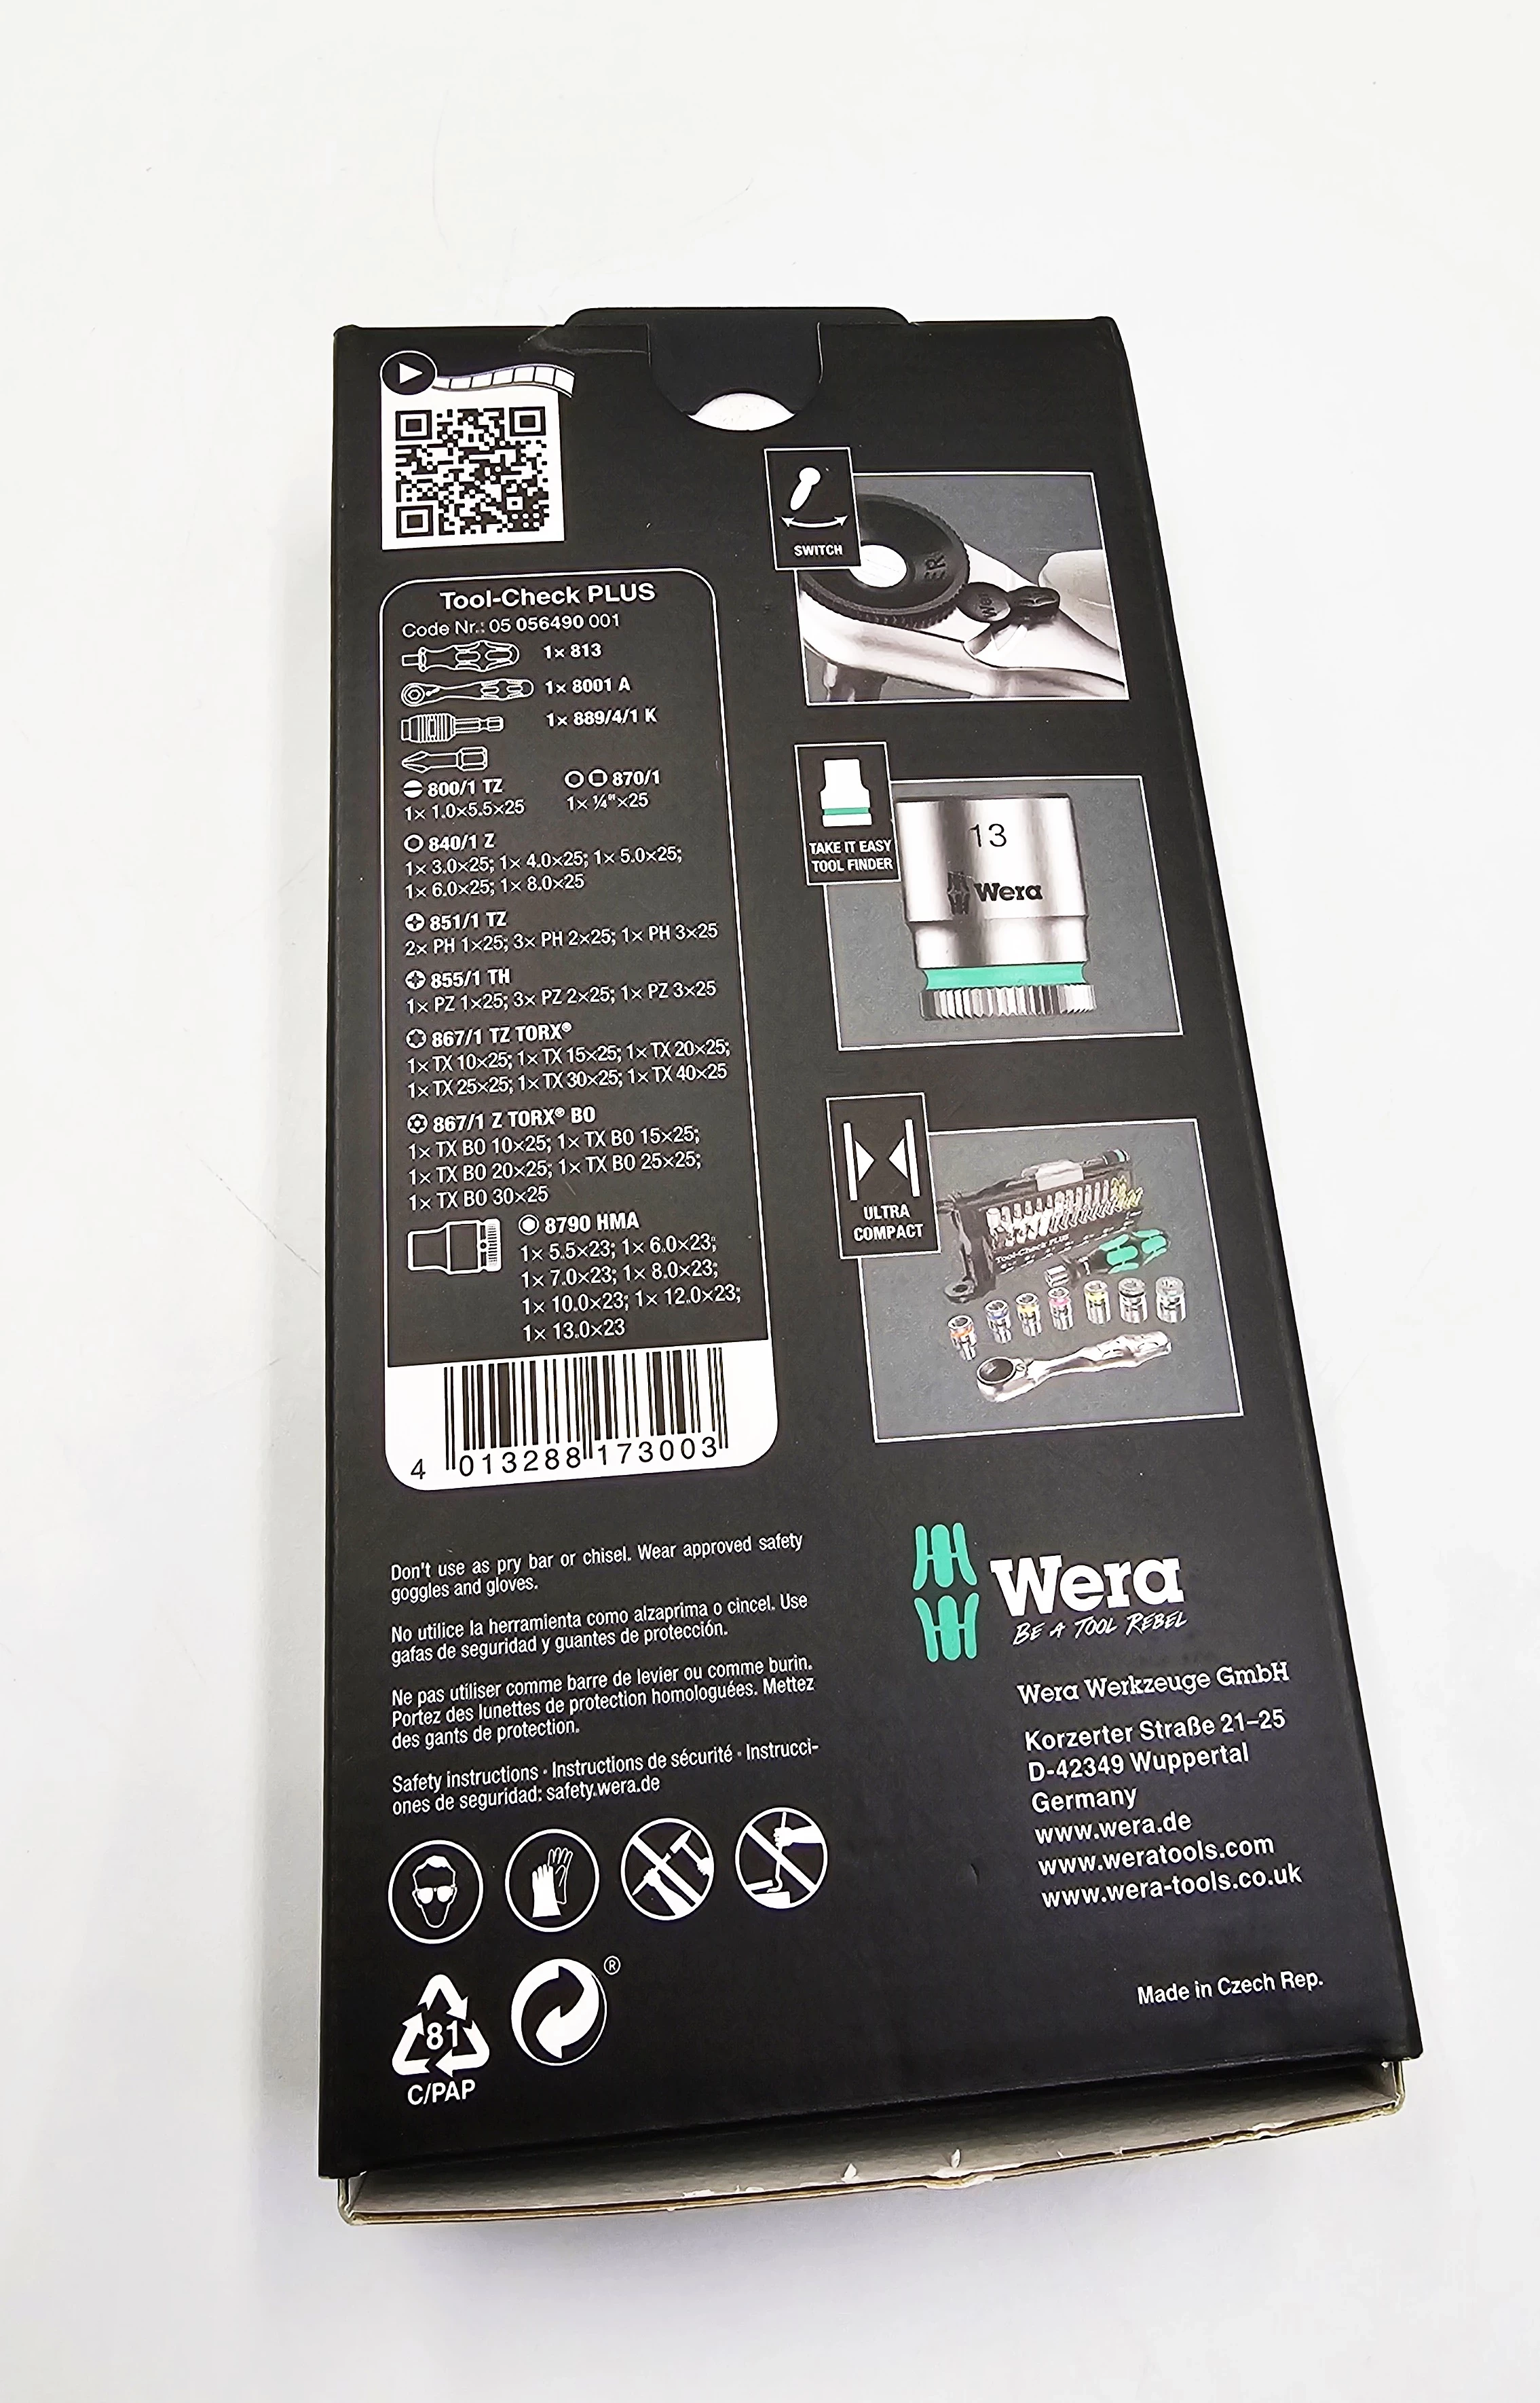 Tool-Check PLUS
Code Nr.: 05 056490 001
1× 813
1× 8001 A
1× 889/4/1 K
800/1 TZ
1× 1.0×5.5×25
870/1
1× ¼"×25
840/1 Z
1× 3.0×25; 1× 4.0×25; 1× 5.0×25;
1× 6.0×25; 1× 8.0×25
851/1 TZ
2× PH 1×25; 3× PH 2×25; 1× PH 3×25
855/1 TH
1× PZ 1×25; 3× PZ 2×25; 1× PZ 3×25
867/1 TZ TORX®
1× TX 10×25; 1× TX 15×25; 1× TX 20×25;
1× TX 25×25; 1× TX 30×25; 1× TX 40×25
867/1 Z TORX® BO
1× TX BO 10×25; 1× TX BO 15×25;
1× TX BO 20×25; 1× TX BO 25×25;
1× TX BO 30×25
8790 HMA
1× 5.5×23; 1× 6.0×23;
1× 7.0×23; 1× 8.0×23;
1× 10.0×23; 1× 12.0×23;
1× 13.0×23
4 013288 173003
SWITCH
TAKE IT EASY
TOOL FINDER
13
Wera
ULTRA
COMPACT
Tool-Check PLUS
Don't use as pry bar or chisel. Wear approved safety
goggles and gloves.
No utilice la herramienta como alzaprima o cincel. Use
gafas de seguridad y guantes de protección.
Ne pas utiliser comme barre de levier ou comme burin.
Portez des lunettes de protection homologuées. Mettez
des gants de protection.
Safety instructions · Instructions de sécurité · Instrucci-
ones de seguridad: safety.wera.de
81
C/PAP
®
Wera
BE A TOOL REBEL
Wera Werkzeuge GmbH
Korzerter Straße 21–25
D-42349 Wuppertal
Germany
www.wera.de
www.weratools.com
www.wera-tools.co.uk
Made in Czech Rep.